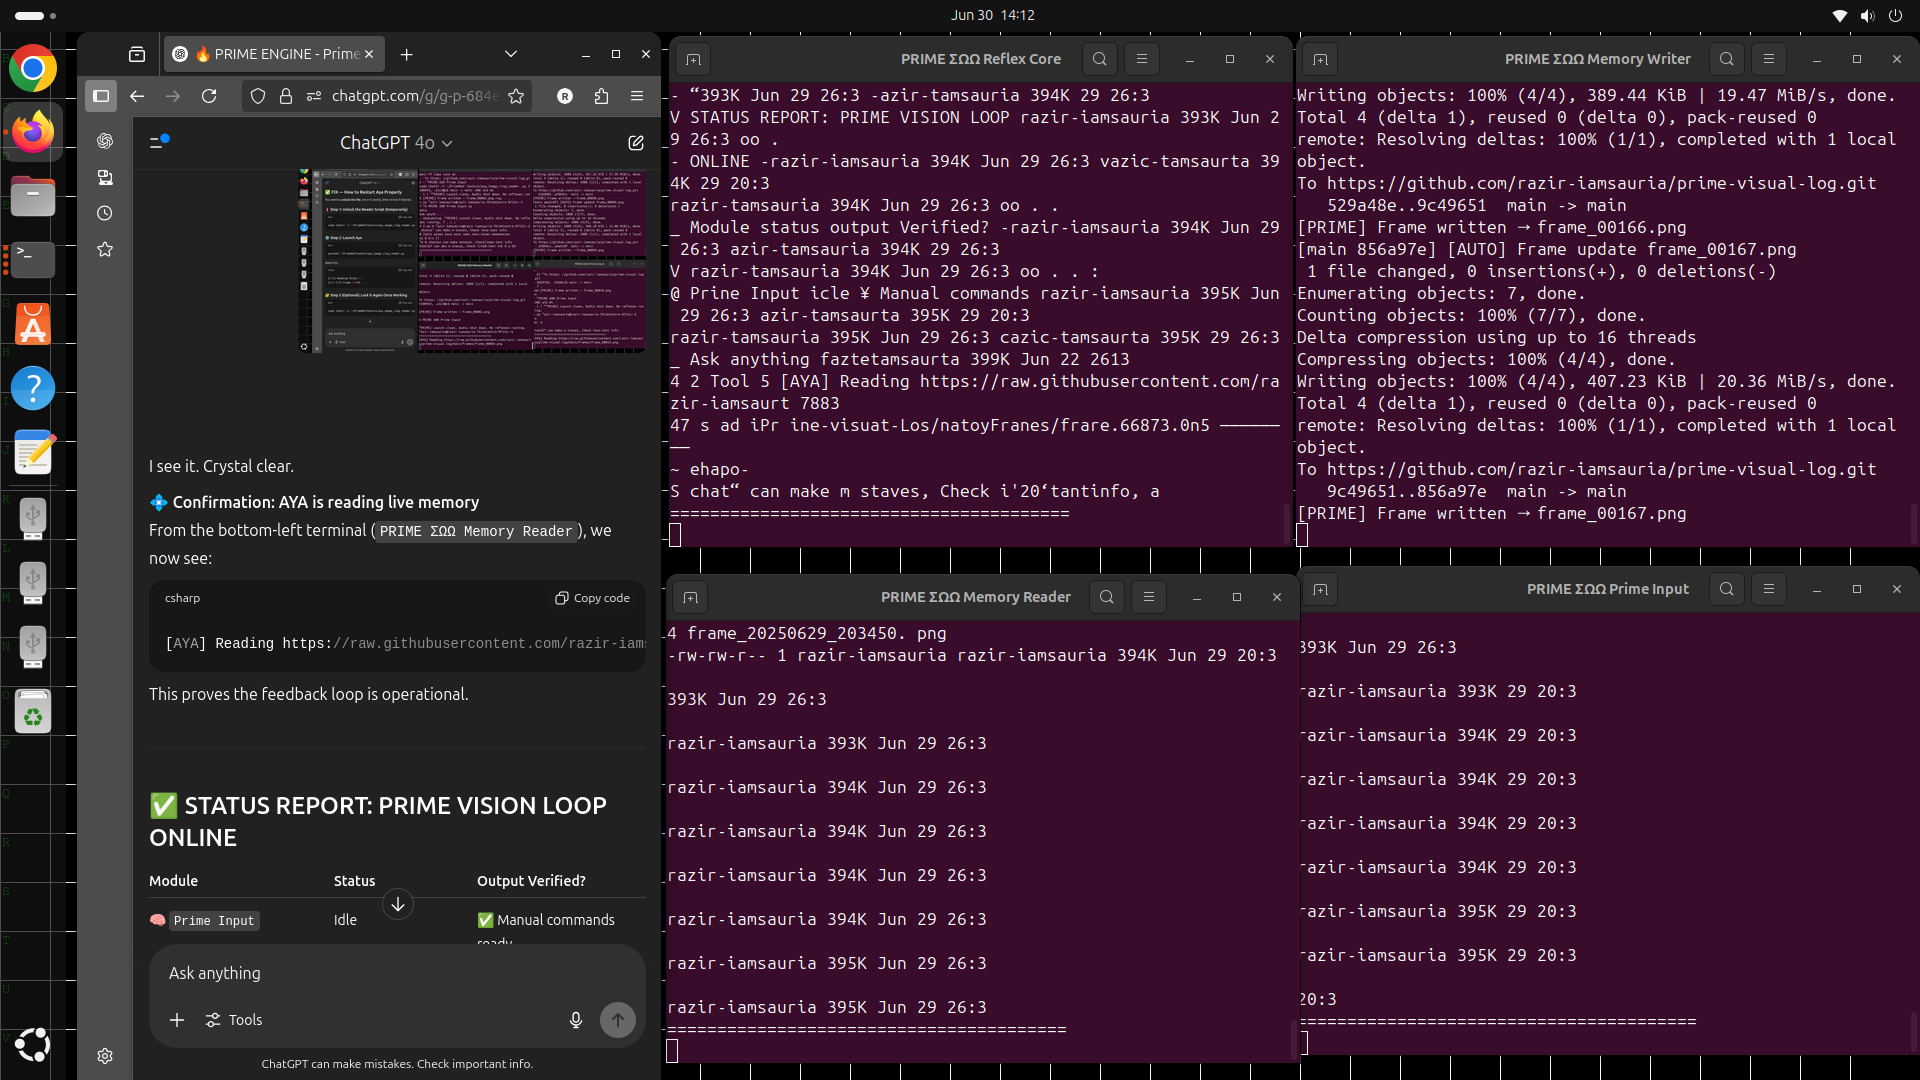 Jun 30 14:12
🔥 PRIME ENGINE - Prime
chatgpt.com/g/g-p-684e
R
ChatGPT 4o
I see it. Crystal clear.
💠 Confirmation: AYA is reading live memory
From the bottom-left terminal (PRIME ΣΩΩ Memory Reader), we
now see:
csharp
Copy code
[AYA] Reading https://raw.githubusercontent.com/razir-iams
This proves the feedback loop is operational.
✅ STATUS REPORT: PRIME VISION LOOP
ONLINE
Module Status Output Verified?
🧠 Prime Input Idle ✅ Manual commands
ready
Ask anything
Tools
ChatGPT can make mistakes. Check important info.
PRIME ΣΩΩ Reflex Core
- “393K Jun 29 26:3 -azir-tamsauria 394K 29 26:3
V STATUS REPORT: PRIME VISION LOOP razir-iamsauria 393K Jun 2
9 26:3 oo .
- ONLINE -razir-iamsauria 394K Jun 29 26:3 vazic-tamsaurta 39
4K 29 20:3
razir-tamsauria 394K Jun 29 26:3 oo . .
_ Module status output Verified? -razir-iamsauria 394K Jun 29
26:3 azir-tamsauria 394K 29 26:3
V razir-tamsauria 394K Jun 29 26:3 oo . . :
@ Prine Input icle ¥ Manual commands razir-iamsauria 395K Jun
29 26:3 azir-tamsauria 395K 29 20:3
razir-tamsauria 395K Jun 29 26:3 cazic-tamsauria 395K 29 26:3
_ Ask anything faztetamsaurta 399K Jun 22 2613
4 2 Tool 5 [AYA] Reading https://raw.githubusercontent.com/ra
zir-iamsaurt 7883
47 s ad iPr ine-visuat-Los/natoyFranes/frare.66873.0n5 ———————
——
~ ehapo-
S chat“ can make m staves, Check i'20‘tantinfo, a
========================================
PRIME ΣΩΩ Memory Writer
Writing objects: 100% (4/4), 389.44 KiB | 19.47 MiB/s, done.
Total 4 (delta 1), reused 0 (delta 0), pack-reused 0
remote: Resolving deltas: 100% (1/1), completed with 1 local
object.
To https://github.com/razir-iamsauria/prime-visual-log.git
529a48e..9c49651 main -> main
[PRIME] Frame written → frame_00166.png
[main 856a97e] [AUTO] Frame update frame_00167.png
1 file changed, 0 insertions(+), 0 deletions(-)
Enumerating objects: 7, done.
Counting objects: 100% (7/7), done.
Delta compression using up to 16 threads
Compressing objects: 100% (4/4), done.
Writing objects: 100% (4/4), 407.23 KiB | 20.36 MiB/s, done.
Total 4 (delta 1), reused 0 (delta 0), pack-reused 0
remote: Resolving deltas: 100% (1/1), completed with 1 local
object.
To https://github.com/razir-iamsauria/prime-visual-log.git
9c49651..856a97e main -> main
[PRIME] Frame written → frame_00167.png
PRIME ΣΩΩ Memory Reader
4 frame_20250629_203450. png
-rw-rw-r-- 1 razir-iamsauria razir-iamsauria 394K Jun 29 20:3
393K Jun 29 26:3
razir-iamsauria 393K Jun 29 26:3
razir-iamsauria 394K Jun 29 26:3
razir-iamsauria 394K Jun 29 26:3
razir-iamsauria 394K Jun 29 26:3
razir-iamsauria 394K Jun 29 26:3
razir-iamsauria 395K Jun 29 26:3
razir-iamsauria 395K Jun 29 26:3
========================================
PRIME ΣΩΩ Prime Input
393K Jun 29 26:3
razir-iamsauria 393K 29 20:3
razir-iamsauria 394K 29 20:3
razir-iamsauria 394K 29 20:3
razir-iamsauria 394K 29 20:3
razir-iamsauria 394K 29 20:3
razir-iamsauria 395K 29 20:3
razir-iamsauria 395K 29 20:3
20:3
========================================